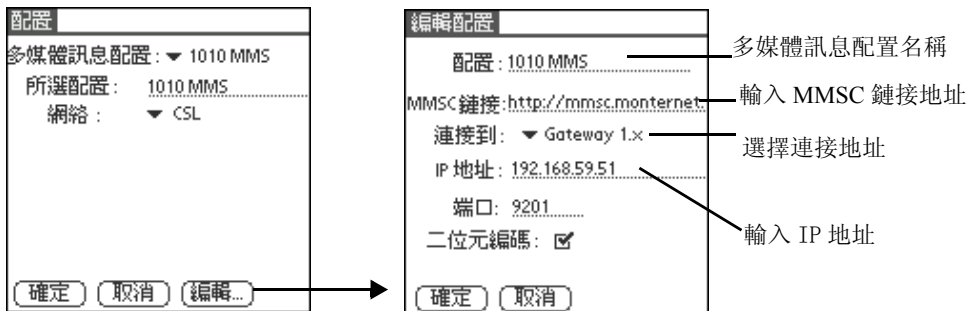 配置
多媒體訊息配置: 1010 MMS
所選配置: 1010 MMS
網絡: CSL
確定 取消 編輯...
編輯配置
配置: 1010 MMS
MMSC 鏈接: http://mmsc.monternet.
連接到: Gateway 1.x
IP 地址: 192.168.59.51
端口: 9201
二位元編碼:
確定 取消
多媒體訊息配置名稱
輸入 MMSC 鏈接地址
選擇連接地址
輸入 IP 地址